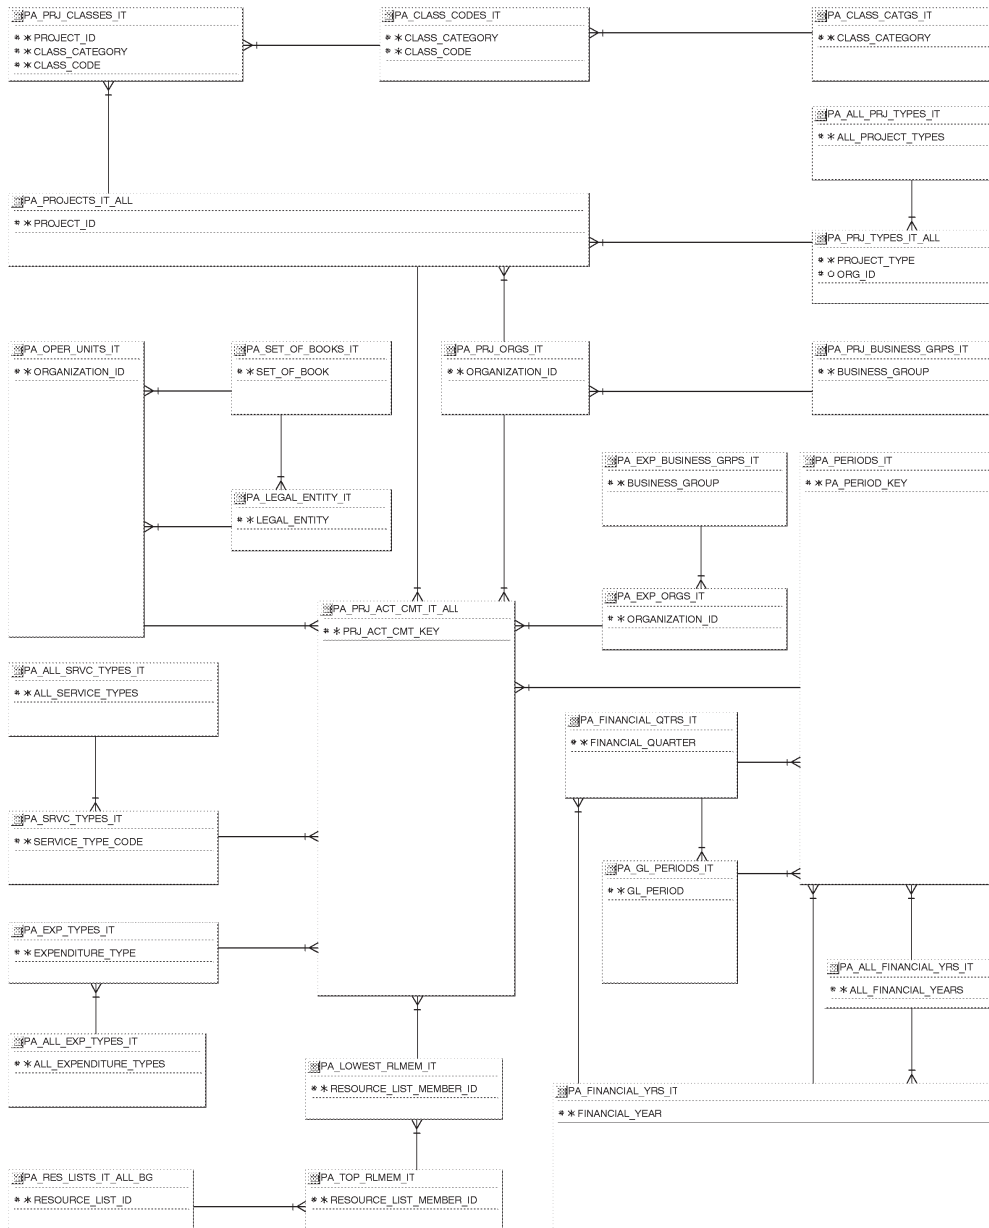 PA_PRJ_CLASSES_IT
# * PROJECT_ID
# * CLASS_CATEGORY
# * CLASS_CODE
PA_CLASS_CODES_IT
# * CLASS_CATEGORY
# * CLASS_CODE
PA_CLASS_CATGS_IT
# * CLASS_CATEGORY
PA_ALL_PRJ_TYPES_IT
# * ALL_PROJECT_TYPES
PA_PROJECTS_IT_ALL
# * PROJECT_ID
PA_PRJ_TYPES_IT_ALL
# * PROJECT_TYPE
# O ORG_ID
PA_OPER_UNITS_IT
# * ORGANIZATION_ID
PA_SET_OF_BOOKS_IT
# * SET_OF_BOOK
PA_PRJ_ORGS_IT
# * ORGANIZATION_ID
PA_PRJ_BUSINESS_GRPS_IT
# * BUSINESS_GROUP
PA_EXP_BUSINESS_GRPS_IT
# * BUSINESS_GROUP
PA_PERIODS_IT
# * PA_PERIOD_KEY
PA_LEGAL_ENTITY_IT
# * LEGAL_ENTITY
PA_PRJ_ACT_CMT_IT_ALL
# * PRJ_ACT_CMT_KEY
PA_EXP_ORGS_IT
# * ORGANIZATION_ID
PA_ALL_SRVC_TYPES_IT
# * ALL_SERVICE_TYPES
PA_FINANCIAL_QTRS_IT
# * FINANCIAL_QUARTER
PA_SRVC_TYPES_IT
# * SERVICE_TYPE_CODE
PA_GL_PERIODS_IT
# * GL_PERIOD
PA_EXP_TYPES_IT
# * EXPENDITURE_TYPE
PA_ALL_FINANCIAL_YRS_IT
# * ALL_FINANCIAL_YEARS
PA_ALL_EXP_TYPES_IT
# * ALL_EXPENDITURE_TYPES
PA_LOWEST_RLMEM_IT
# * RESOURCE_LIST_MEMBER_ID
PA_FINANCIAL_YRS_IT
# * FINANCIAL_YEAR
PA_RES_LISTS_IT_ALL_BG
# * RESOURCE_LIST_ID
PA_TOP_RLMEM_IT
# * RESOURCE_LIST_MEMBER_ID